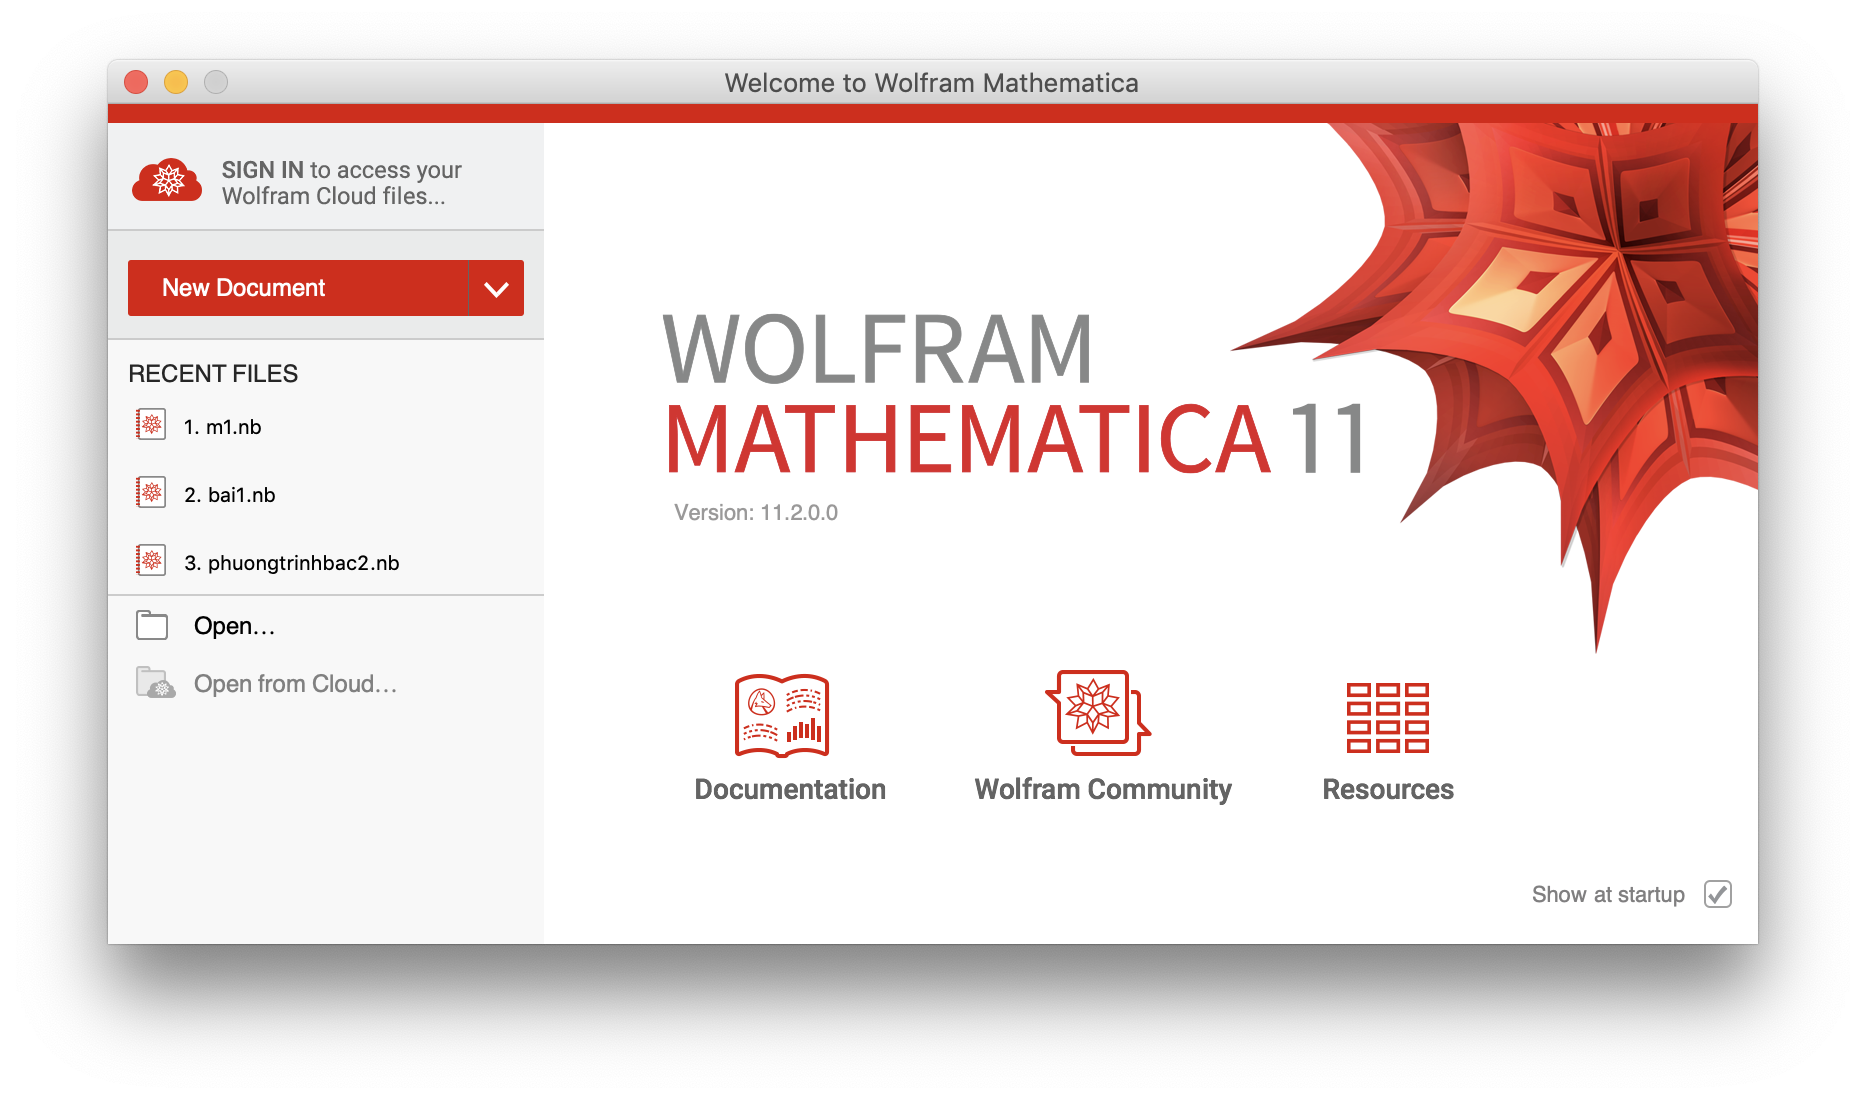 Welcome to Wolfram Mathematica
SIGN IN to access your
Wolfram Cloud files...
New Document
RECENT FILES
1. m1.nb
2. bai1.nb
3. phuongtrinhbac2.nb
Open...
Open from Cloud...
WOLFRAM
MATHEMATICA 11
Version: 11.2.0.0
Documentation
Wolfram Community
Resources
Show at startup